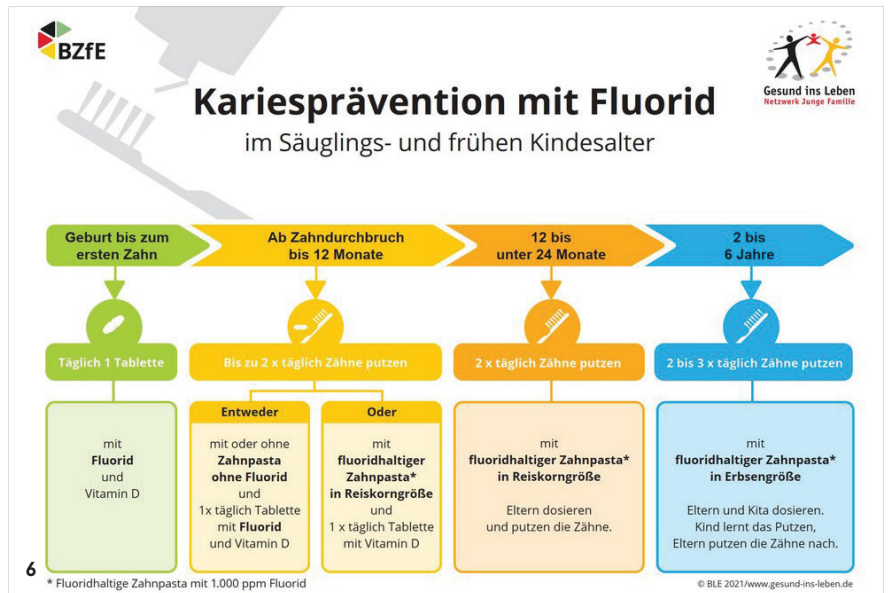 BZfE
Gesund ins Leben
Netzwerk Junge Familie
Kariesprävention mit Fluorid
im Säuglings- und frühen Kindesalter
Geburt bis zum
ersten Zahn
Ab Zahndurchbruch
bis 12 Monate
12 bis
unter 24 Monate
2 bis
6 Jahre
Täglich 1 Tablette
Bis zu 2 x täglich Zähne putzen
2 x täglich Zähne putzen
2 bis 3 x täglich Zähne putzen
mit
Fluorid
und
Vitamin D
Entweder
mit oder ohne
Zahnpasta
ohne Fluorid
und
1x täglich Tablette
mit Fluorid
und Vitamin D
Oder
mit
fluoridhaltiger
Zahnpasta*
in Reiskorngröße
und
1 x täglich Tablette
mit Vitamin D
mit
fluoridhaltiger Zahnpasta*
in Reiskorngröße
Eltern dosieren
und putzen die Zähne.
mit
fluoridhaltiger Zahnpasta*
in Erbsengröße
Eltern und Kita dosieren.
Kind lernt das Putzen,
Eltern putzen die Zähne nach.
6
* Fluoridhaltige Zahnpasta mit 1.000 ppm Fluorid
© BLE 2021/www.gesund-ins-leben.de